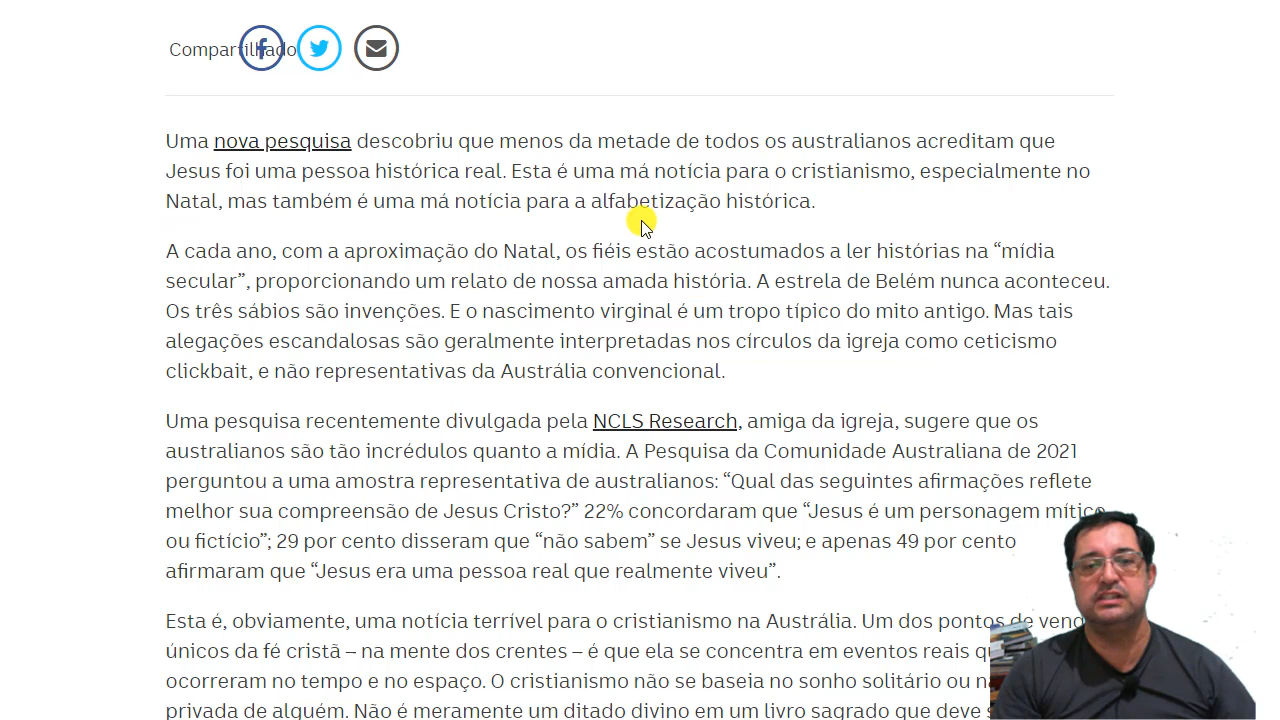 Compartilhado
Uma nova pesquisa descobriu que menos da metade de todos os australianos acreditam que
Jesus foi uma pessoa histórica real. Esta é uma má notícia para o cristianismo, especialmente no
Natal, mas também é uma má notícia para a alfabetização histórica.
A cada ano, com a aproximação do Natal, os fiéis estão acostumados a ler histórias na “mídia
secular”, proporcionando um relato de nossa amada história. A estrela de Belém nunca aconteceu.
Os três sábios são invenções. E o nascimento virginal é um tropo típico do mito antigo. Mas tais
alegações escandalosas são geralmente interpretadas nos círculos da igreja como ceticismo
clickbait, e não representativas da Austrália convencional.
Uma pesquisa recentemente divulgada pela NCLS Research, amiga da igreja, sugere que os
australianos são tão incrédulos quanto a mídia. A Pesquisa da Comunidade Australiana de 2021
perguntou a uma amostra representativa de australianos: “Qual das seguintes afirmações reflete
melhor sua compreensão de Jesus Cristo?” 22% concordaram que “Jesus é um personagem mítico
ou fictício”; 29 por cento disseram que “não sabem” se Jesus viveu; e apenas 49 por cento
afirmaram que “Jesus era uma pessoa real que realmente viveu”.
Esta é, obviamente, uma notícia terrível para o cristianismo na Austrália. Um dos pontos de
únicos da fé cristã – na mente dos crentes – é que ela se concentra em eventos reais
ocorreram no tempo e no espaço. O cristianismo não se baseia no sonho solitário ou
privada de alguém. Não é meramente um ditado divino em um livro sagrado que deve